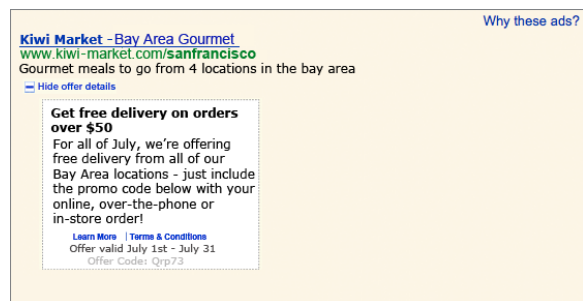 Why these ads?
Kiwi Market - Bay Area Gourmet
www.kiwi-market.com/sanfrancisco
Gourmet meals to go from 4 locations in the bay area
Hide offer details
Get free delivery on orders
over $50
For all of July, we're offering
free delivery from all of our
Bay Area locations - just include
the promo code below with your
online, over-the-phone or
in-store order!
Learn More | Terms & Conditions
Offer valid July 1st - July 31
Offer Code: Qrp73